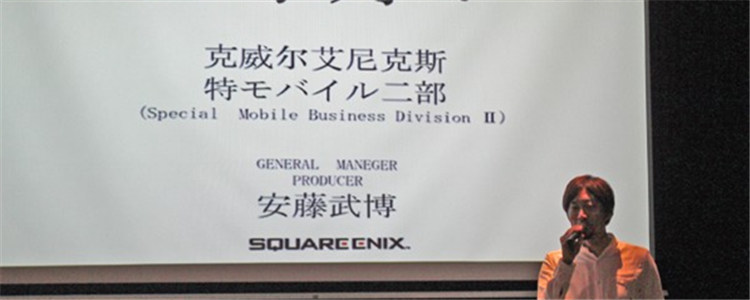 克威尔艾尼克斯
特モバイル二部
(Special Mobile Business Division Ⅱ)
GENERAL MANEGER
PRODUCER
安藤武博
SQUARE ENIX.